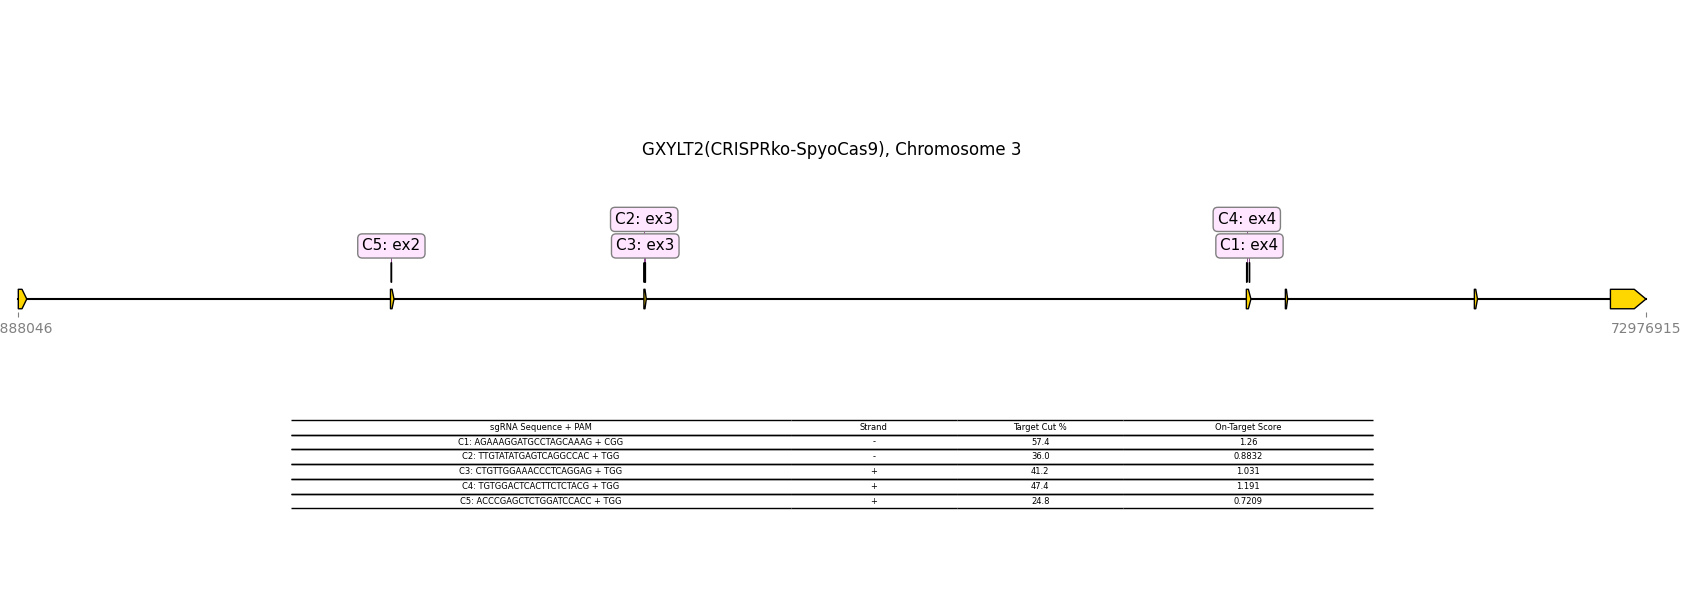 GXYLT2(CRISPRko-SpyoCas9), Chromosome 3
C2: ex3
C4: ex4
C5: ex2
C3: ex3
C1: ex4
888046
72976915
sgRNA Sequence + PAM Strand Target Cut % On-Target Score
C1: AGAAAGGATGCCTAGCAAAG + CGG - 57.4 1.26
C2: TTGTATATGAGTCAGGCCAC + TGG - 36.0 0.8832
C3: CTGTTGGAAACCCTCAGGAG + TGG + 41.2 1.031
C4: TGTGGACTCACTTCTCTACG + TGG + 47.4 1.191
C5: ACCCGAGCTCTGGATCCACC + TGG + 24.8 0.7209